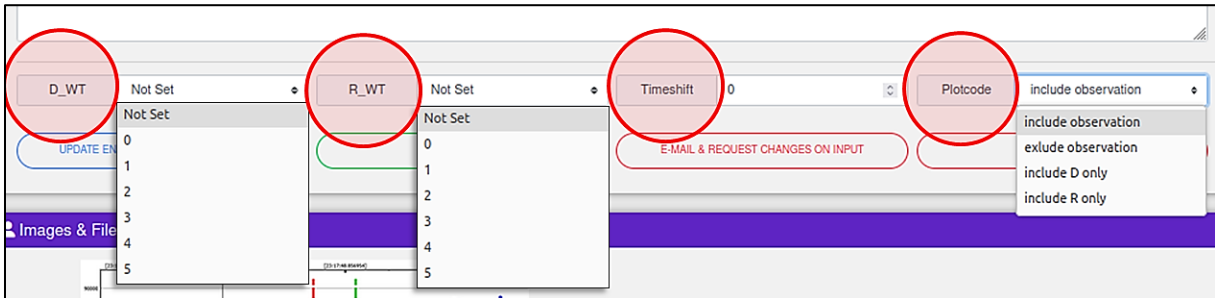 D_WT Not Set R_WT Not Set Timeshift 0 Plotcode include observation
Not Set
0
1
2
3
4
5
Not Set
0
1
2
3
4
5
include observation
exlude observation
include D only
include R only
UPDATE EN
E-MAIL & REQUEST CHANGES ON INPUT
Images & File